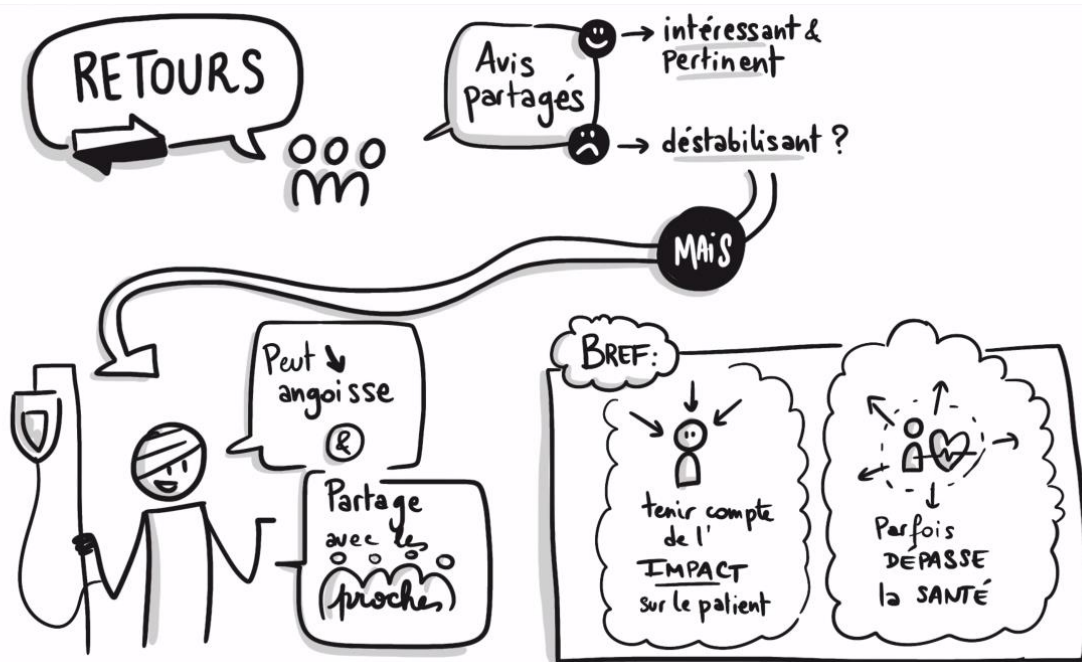 RETOURS
Avis
partagés
→ intéressant &
Pertinent
→ déstabilisant ?
MAIS
Peut ↘
angoisse
&
Partage
avec les
(proches)
BREF:
tenir compte
de l'
IMPACT
sur le patient
Parfois
DÉPASSE
la SANTÉ